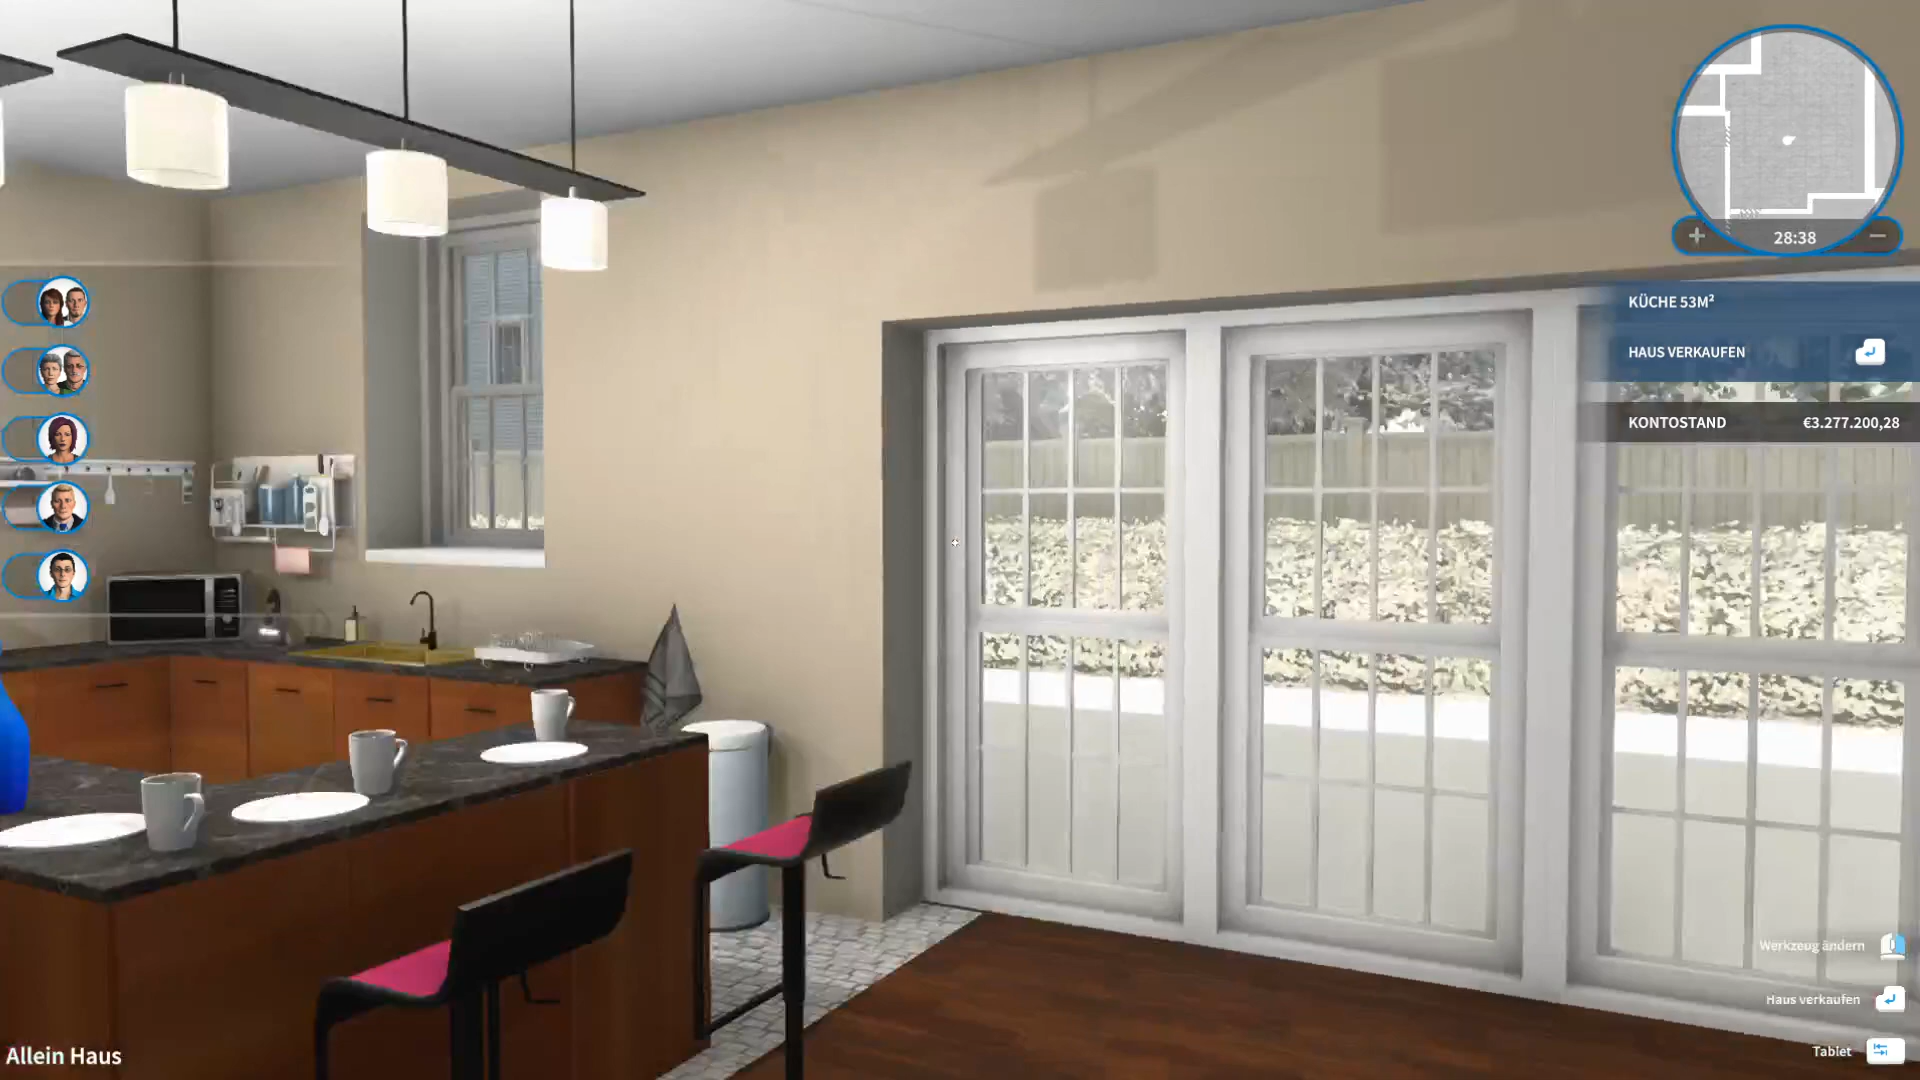 28:38
KÜCHE 53M²
HAUS VERKAUFEN
KONTOSTAND €3.277.200,28
Werkzeug ändern
Haus verkaufen
Tablet
Allein Haus